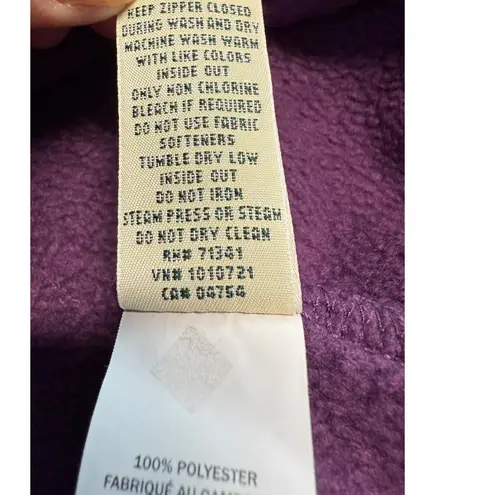 KEEP ZIPPER CLOSED
DURING WASH AND DRY
MACHINE WASH WARM
WITH LIKE COLORS
INSIDE OUT
ONLY NON CHLORINE
BLEACH IF REQUIRED
DO NOT USE FABRIC
SOFTENERS
TUMBLE DRY LOW
INSIDE OUT
DO NOT IRON
STEAM PRESS OR STEAM
DO NOT DRY CLEAN
RN# 71341
VN# 1010721
CA# 04754
100% POLYESTER
FABRIQUÉ AU